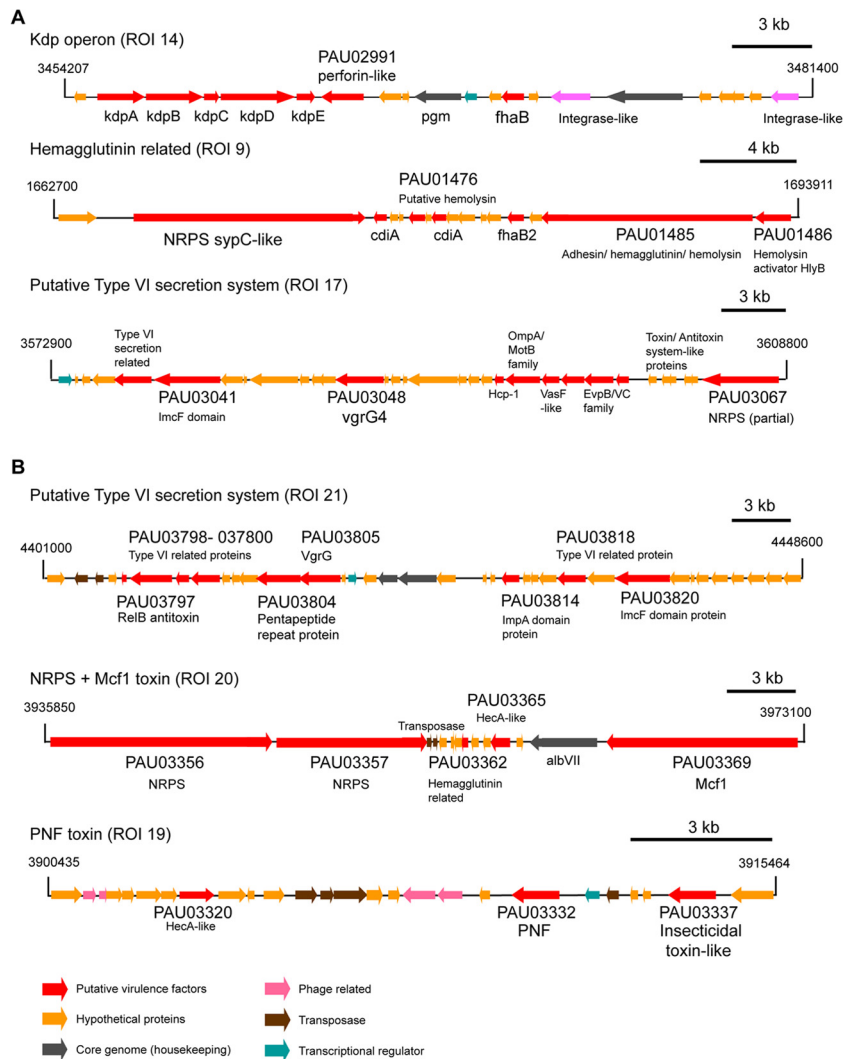 A
Kdp operon (ROI 14)
3 kb
3454207
PAU02991
perforin-like
3481400
kdpA
kdpB
kdpC
kdpD
kdpE
pgm
fhaB
Integrase-like
Integrase-like
Hemagglutinin related (ROI 9)
4 kb
1662700
PAU01476
Putative hemolysin
1693911
NRPS sypC-like
cdiA
cdiA
fhaB2
PAU01485
Adhesin/ hemagglutinin/ hemolysin
PAU01486
Hemolysin
activator HlyB
Putative Type VI secretion system (ROI 17)
3 kb
3572900
Type VI
secretion
related
OmpA/
MotB
family
Toxin/ Antitoxin
system-like
proteins
3608800
PAU03041
ImcF domain
PAU03048
vgrG4
Hcp-1
VasF
-like
EvpB/VC
family
PAU03067
NRPS (partial)
B
Putative Type VI secretion system (ROI 21)
3 kb
4401000
PAU03798- 037800
Type VI related proteins
PAU03805
VgrG
PAU03818
Type VI related protein
4448600
PAU03797
RelB antitoxin
PAU03804
Pentapeptide
repeat protein
PAU03814
ImpA domain
protein
PAU03820
ImcF domain protein
NRPS + Mcf1 toxin (ROI 20)
3 kb
3935850
Transposase
PAU03365
HecA-like
3973100
PAU03356
NRPS
PAU03357
NRPS
PAU03362
Hemagglutinin
related
albVII
PAU03369
Mcf1
PNF toxin (ROI 19)
3 kb
3900435
3915464
PAU03320
HecA-like
PAU03332
PNF
PAU03337
Insecticidal
toxin-like
Putative virulence factors
Phage related
Hypothetical proteins
Transposase
Core genome (housekeeping)
Transcriptional regulator